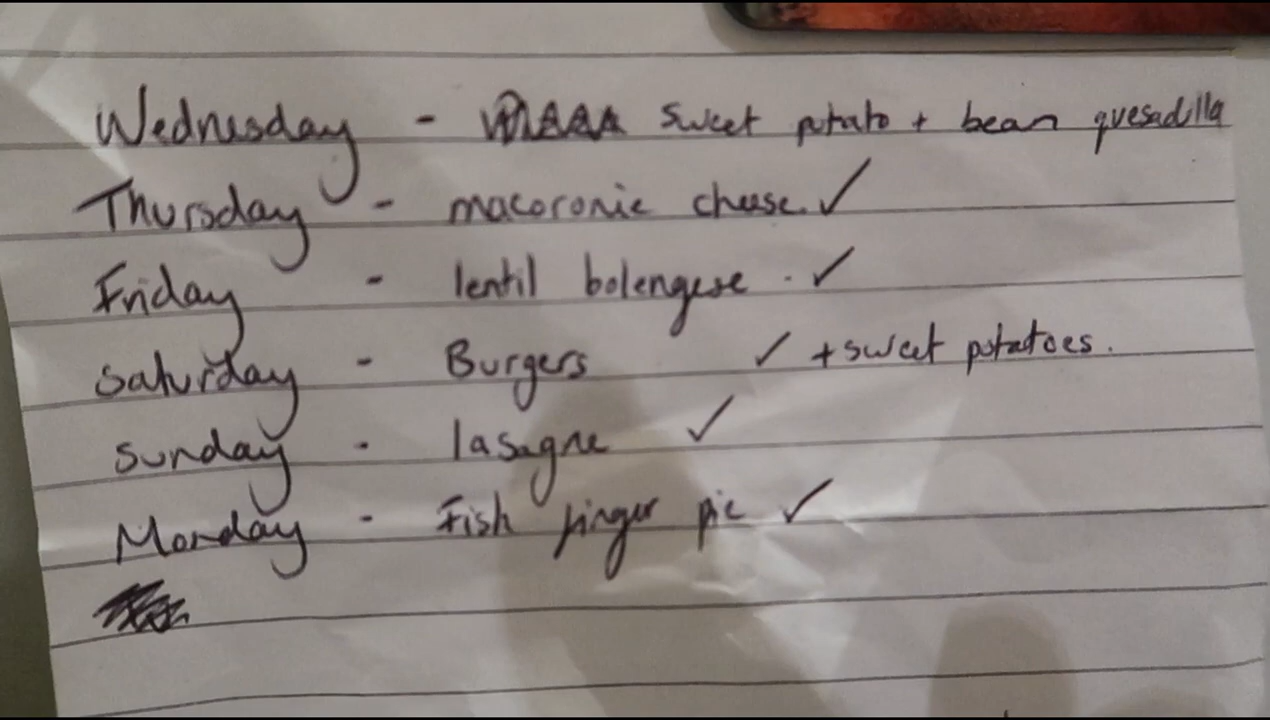 Wednesday - sweet potato + bean quesadilla
Thursday - macoronie cheese. ✓
Friday - lentil bolengese. ✓
Saturday - Burgers ✓ + sweet potatoes.
Sunday - lasagne ✓
Monday - Fish finger pie ✓